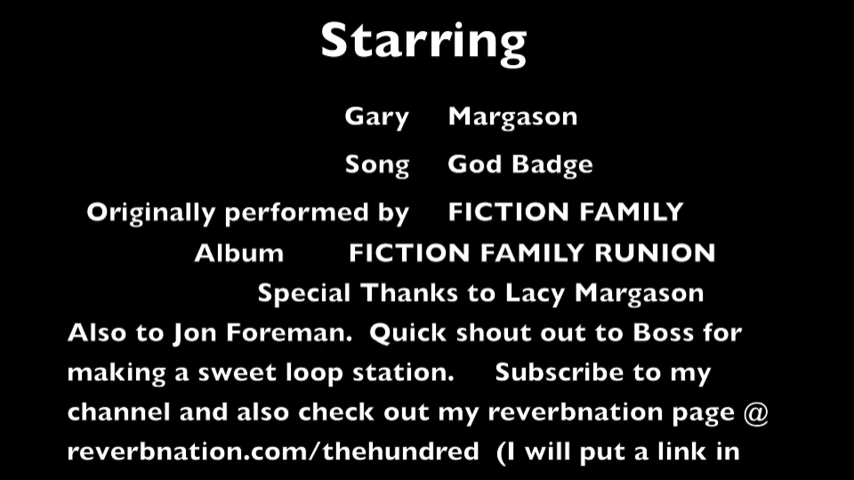 Starring
Gary Margason
Song God Badge
Originally performed by FICTION FAMILY
Album FICTION FAMILY RUNION
Special Thanks to Lacy Margason
Also to Jon Foreman. Quick shout out to Boss for
making a sweet loop station. Subscribe to my
channel and also check out my reverbnation page @
reverbnation.com/thehundred (I will put a link in